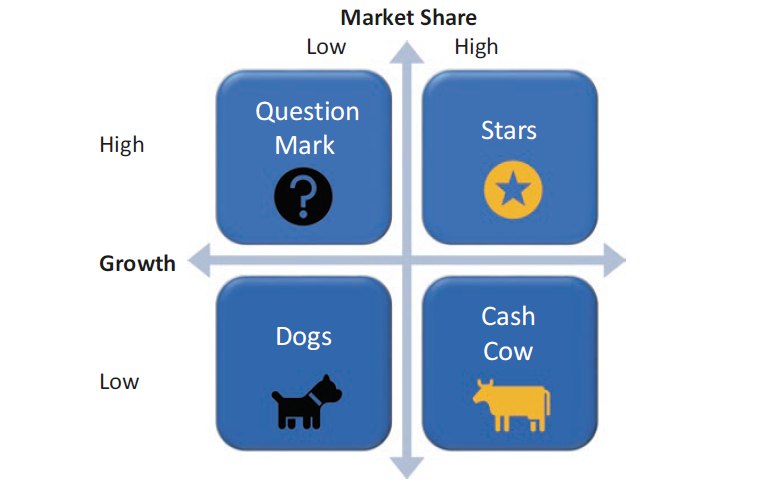 Market Share
Low High
Question
Mark
?
Stars
High
Growth
Dogs
Cash
Cow
Low